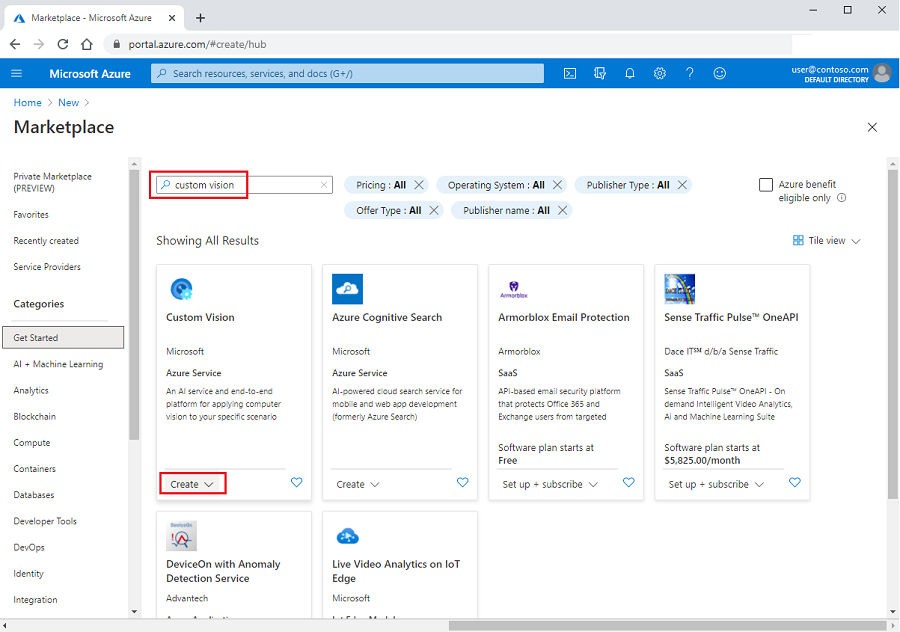 Marketplace - Microsoft Azure
portal.azure.com/#create/hub
Microsoft Azure
Search resources, services, and docs (G+/)
user@contoso.com
DEFAULT DIRECTORY
Home > New >
Marketplace
Private Marketplace
(PREVIEW)
Favorites
Recently created
Service Providers
Categories
Get Started
AI + Machine Learning
Analytics
Blockchain
Compute
Containers
Databases
Developer Tools
DevOps
Identity
Integration
custom vision
Pricing : All
Operating System : All
Publisher Type : All
Offer Type : All
Publisher name : All
Azure benefit
eligible only
Showing All Results
Tile view
Custom Vision
Microsoft
Azure Service
An AI service and end-to-end
platform for applying computer
vision to your specific scenario
Create
Azure Cognitive Search
Microsoft
Azure Service
AI-powered cloud search service for
mobile and web app development
(formerly Azure Search)
Create
Armorblox
Armorblox Email Protection
Armorblox
SaaS
API-based email security platform
that protects Office 365 and
Exchange users from targeted
Software plan starts at
Free
Set up + subscribe
Sense Traffic Pulse™ OneAPI
Dace IT℠ d/b/a Sense Traffic
SaaS
Sense Traffic Pulse™ OneAPI - On
demand Intelligent Video Analytics,
AI and Machine Learning Suite
Software plan starts at
$5,825.00/month
Set up + subscribe
DeviceOn
DeviceOn with Anomaly
Detection Service
Advantech
Live Video Analytics on IoT
Edge
Microsoft